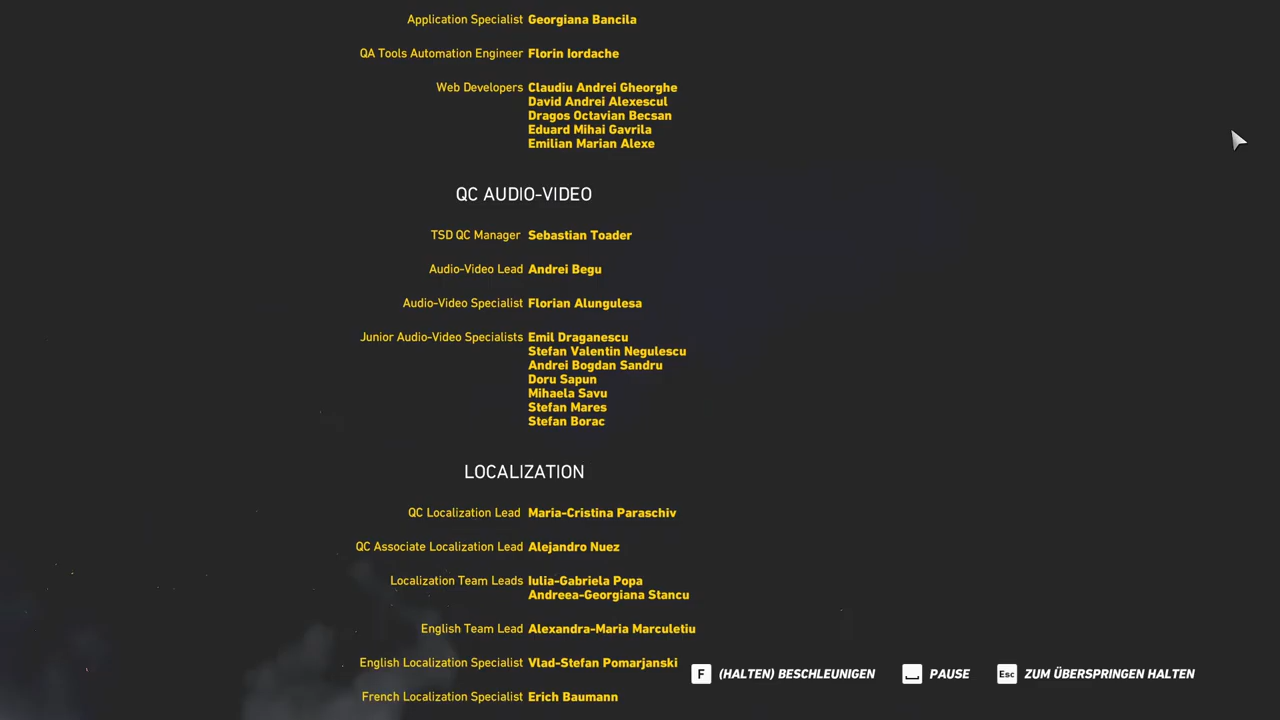 Application Specialist Georgiana Bancila
QA Tools Automation Engineer Florin Iordache
Web Developers Claudiu Andrei Gheorghe
David Andrei Alexescul
Dragos Octavian Becsan
Eduard Mihai Gavrila
Emilian Marian Alexe
QC AUDIO-VIDEO
TSD QC Manager Sebastian Toader
Audio-Video Lead Andrei Begu
Audio-Video Specialist Florian Alungulesa
Junior Audio-Video Specialists Emil Draganescu
Stefan Valentin Negulescu
Andrei Bogdan Sandru
Doru Sapun
Mihaela Savu
Stefan Mares
Stefan Borac
LOCALIZATION
QC Localization Lead Maria-Cristina Paraschiv
QC Associate Localization Lead Alejandro Nuez
Localization Team Leads Iulia-Gabriela Popa
Andreea-Georgiana Stancu
English Team Lead Alexandra-Maria Marculetiu
English Localization Specialist Vlad-Stefan Pomarjanski
F (HALTEN) BESCHLEUNIGEN PAUSE Esc ZUM ÜBERSPRINGEN HALTEN
French Localization Specialist Erich Baumann